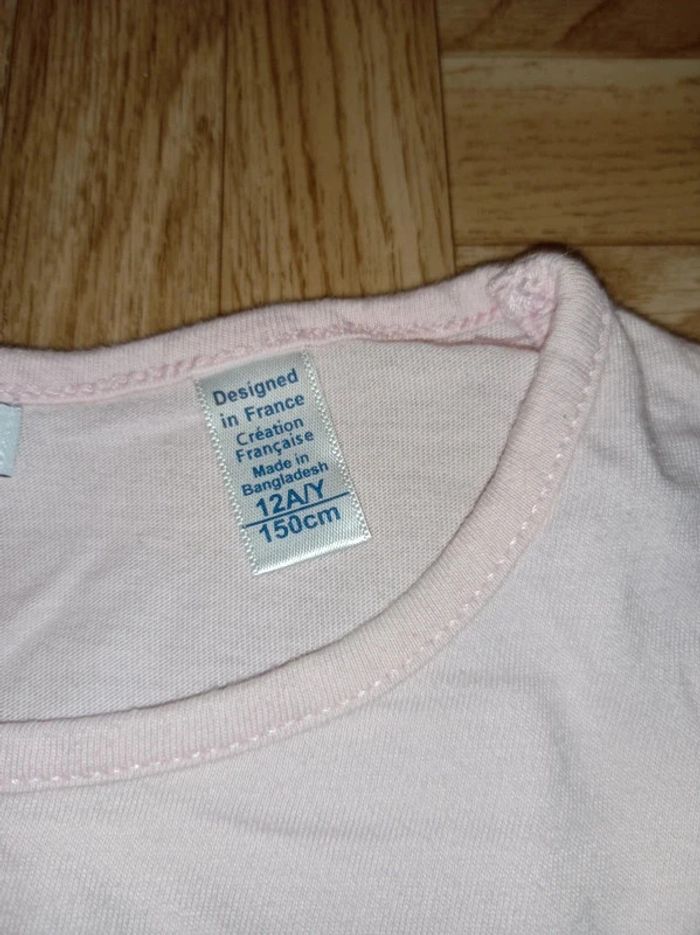 Designed
in France
Création
Française
Made in
Bangladesh
12A/Y
150cm